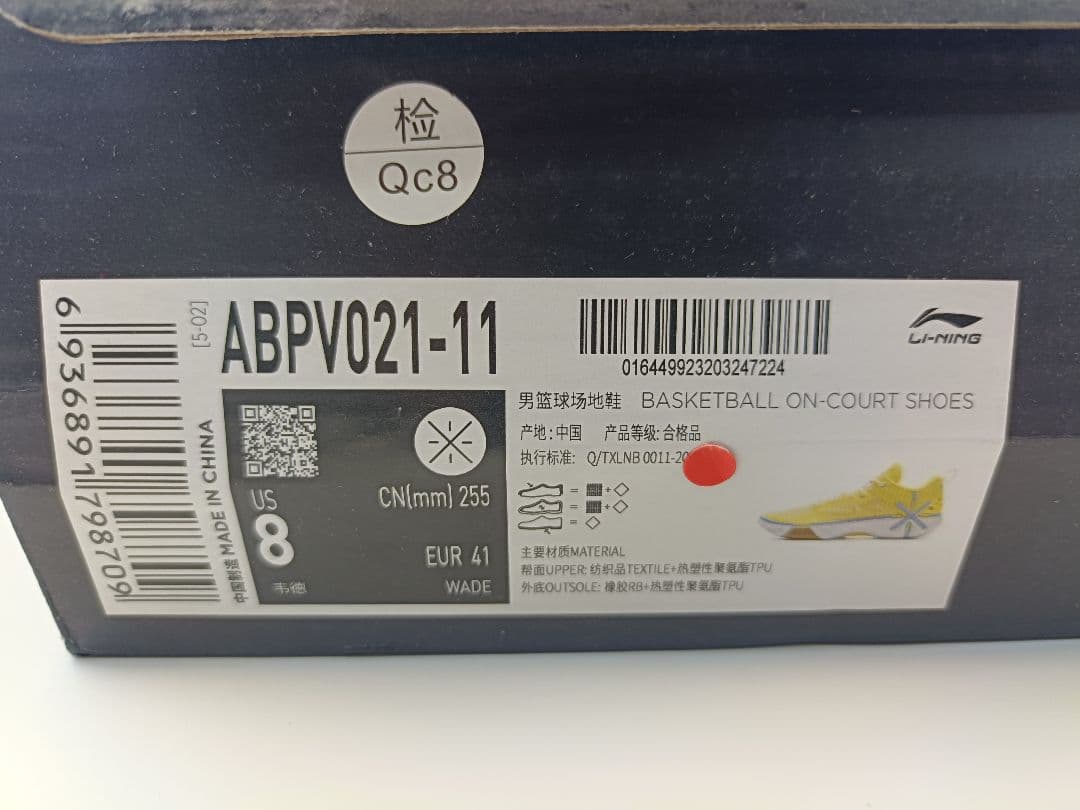 检
Qc8
6 936891 798709
中国制造 MADE IN CHINA
[5-02]
ABPV021-11
016449923203247224
LI-NING
US
8
韦德
CN(mm) 255
EUR 41
WADE
男篮球场地鞋 BASKETBALL ON-COURT SHOES
产地:中国 产品等级:合格品
执行标准: Q/TXLNB 0011-20
主要材质MATERIAL
帮面UPPER: 纺织品TEXTILE+热塑性聚氨酯TPU
外底OUTSOLE: 橡胶RB+热塑性聚氨酯TPU